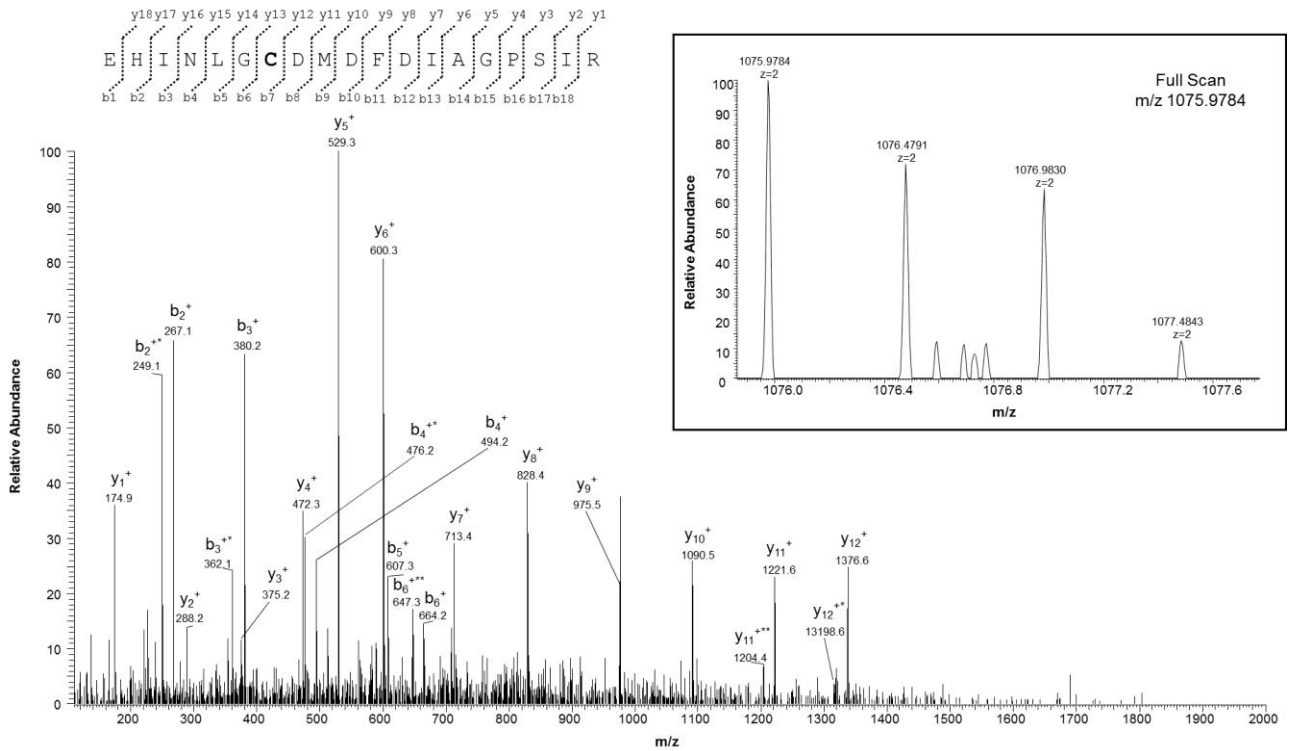 y18 y17 y16 y15 y14 y13 y12 y11 y10 y9 y8 y7 y6 y5 y4 y3 y2 y1
E H I N L G C D M D F D I A G P S I R
b1 b2 b3 b4 b5 b6 b7 b8 b9 b10 b11 b12 b13 b14 b15 b16 b17 b18
Relative Abundance
100
90
80
70
60
50
40
30
20
10
0
y5+
529.3
y6+
600.3
b2+
267.1
b3+
380.2
b2+*
249.1
b4+*
476.2
b4+
494.2
y1+
174.9
y4+
472.3
y8+
828.4
y9+
975.5
b3+*
362.1
y3+
375.2
y2+
288.2
b5+
607.3
y7+
713.4
b6+**
647.3
b6+
664.2
y10+
1090.5
y11+
1221.6
y12+
1376.6
y11+**
1204.4
y12+*
13198.6
200 300 400 500 600 700 800 900 1000 1100 1200 1300 1400 1500 1600 1700 1800 1900 2000
m/z
Full Scan
m/z 1075.9784
Relative Abundance
100
90
80
70
60
50
40
30
20
10
0
1075.9784
z=2
1076.4791
z=2
1076.9830
z=2
1077.4843
z=2
1076.0 1076.4 1076.8 1077.2 1077.6
m/z